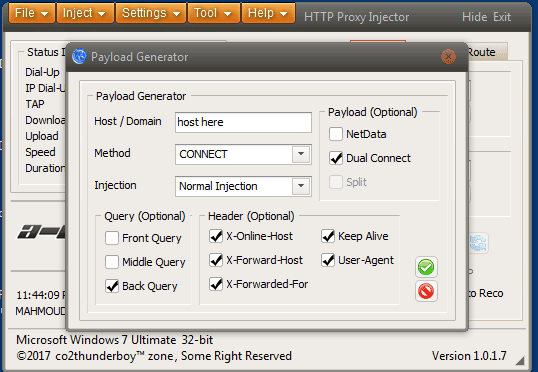 File Inject Settings Tool Help HTTP Proxy Injector Hide Exit
Status
Route
Dial-Up
TAP
Upload
Speed
Duration
Payload Generator
Payload Generator
Host / Domain host here
Method CONNECT
Injection Normal Injection
Payload (Optional)
NetData
Dual Connect
Split
Query (Optional)
Front Query
Middle Query
Back Query
Header (Optional)
X-Online-Host Keep Alive
X-Forward-Host User-Agent
X-Forwarded-For
11:44:09
MAHMOUD
to Reco
Microsoft Windows 7 Ultimate 32-bit
©2017 co2thunderboy™ zone, Some Right Reserved Version 1.0.1.7